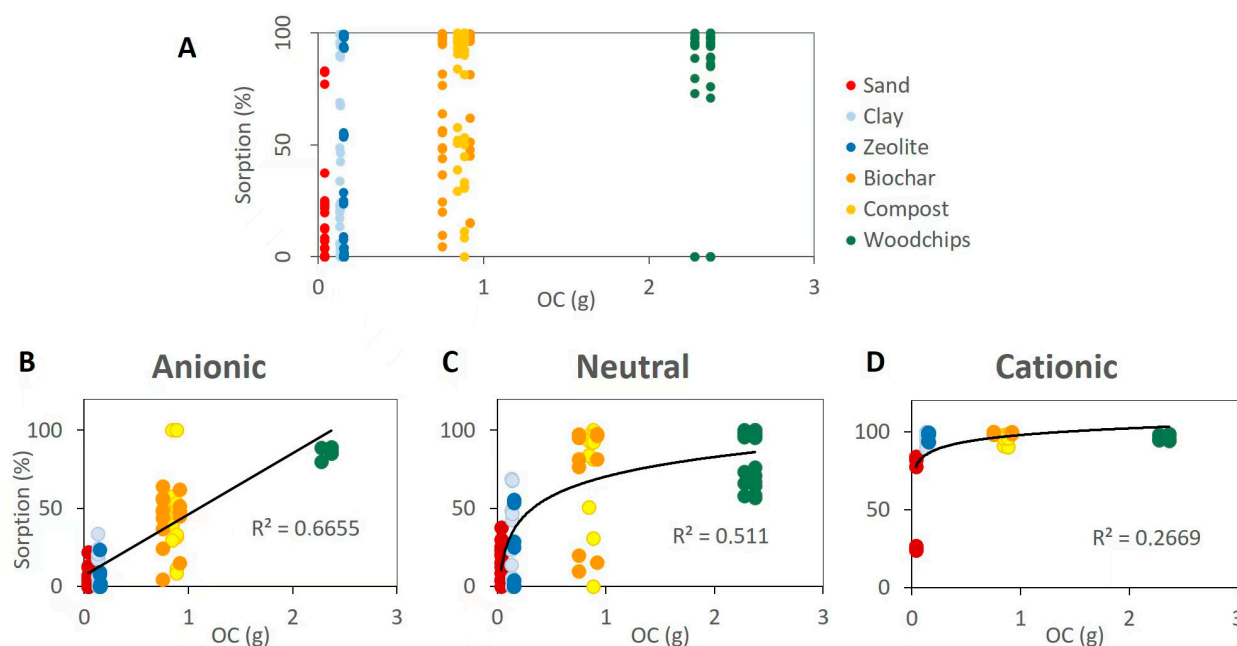 A
Sorption (%)
100
50
0
0
1
2
3
OC (g)
Sand
Clay
Zeolite
Biochar
Compost
Woodchips
B
Anionic
Sorption (%)
100
50
0
R² = 0.6655
0
1
2
3
OC (g)
C
Neutral
100
50
0
R² = 0.511
0
1
2
3
OC (g)
D
Cationic
100
50
0
R² = 0.2669
0
1
2
3
OC (g)